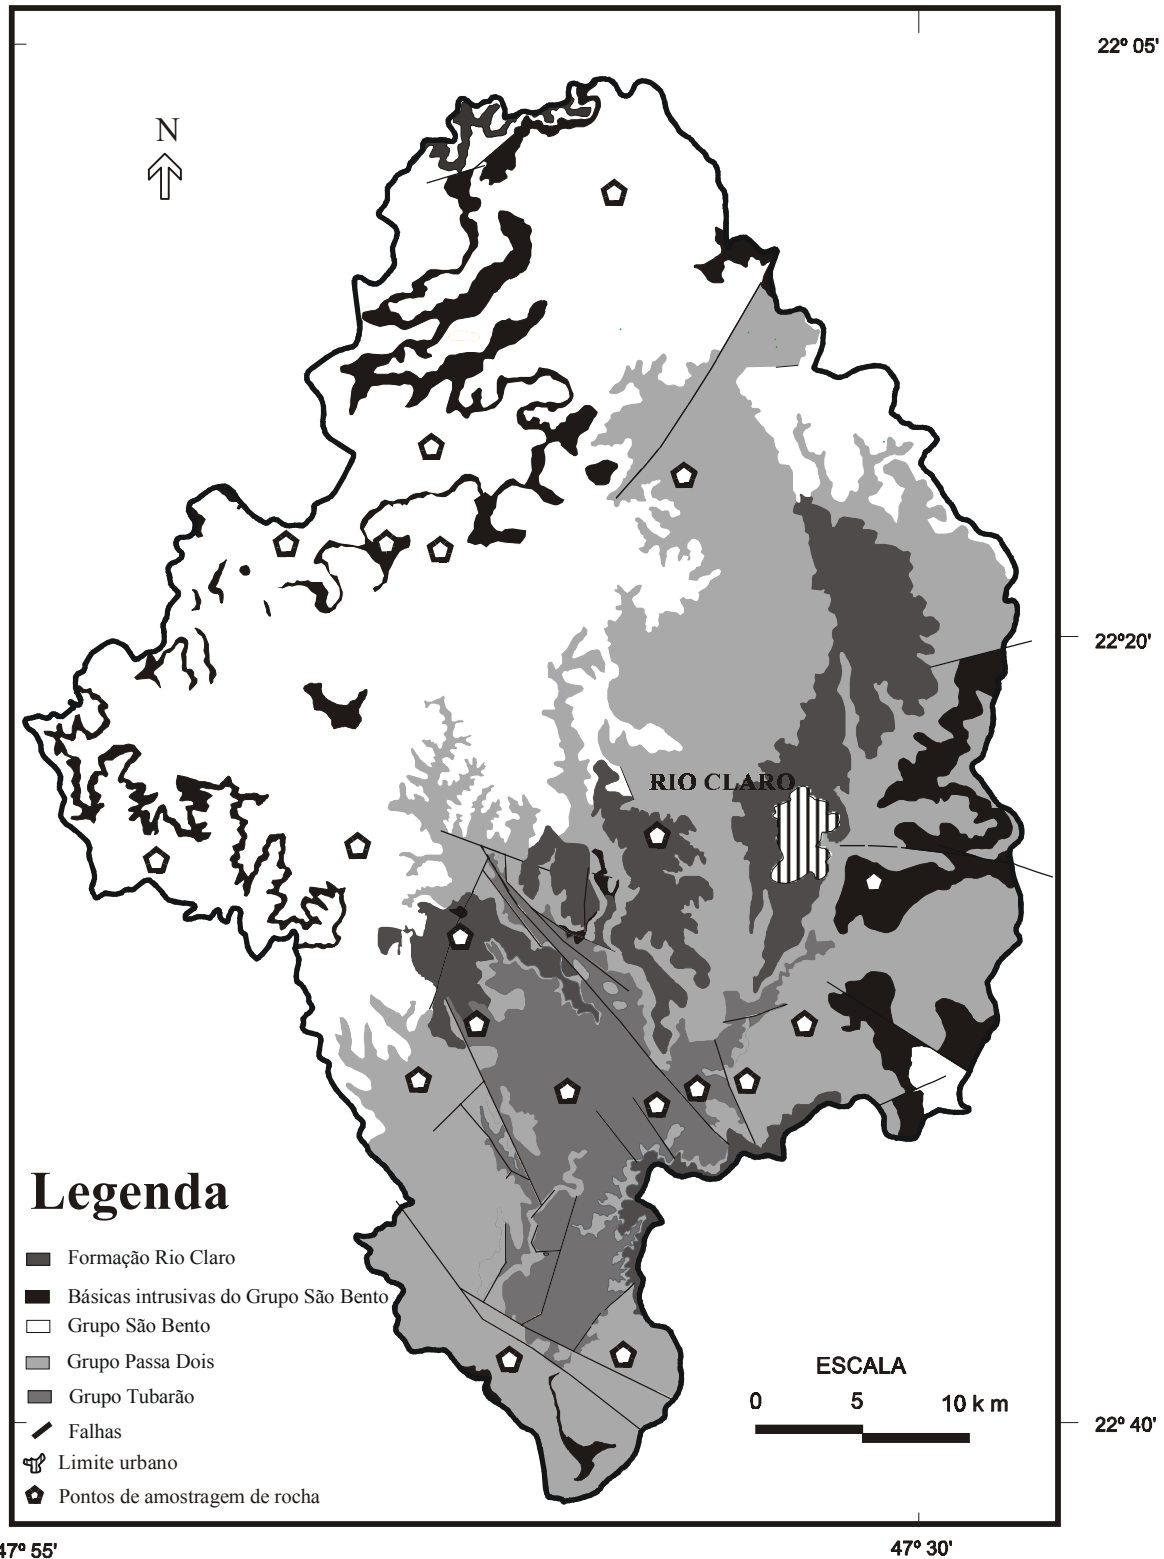 22º 05'
N
22º20'
RIO CLARO
Legenda
Formação Rio Claro
Básicas intrusivas do Grupo São Bento
Grupo São Bento
Grupo Passa Dois
Grupo Tubarão
Falhas
Limite urbano
Pontos de amostragem de rocha
ESCALA
0 5 10 k m
22º 40'
47º 55'
47º 30'